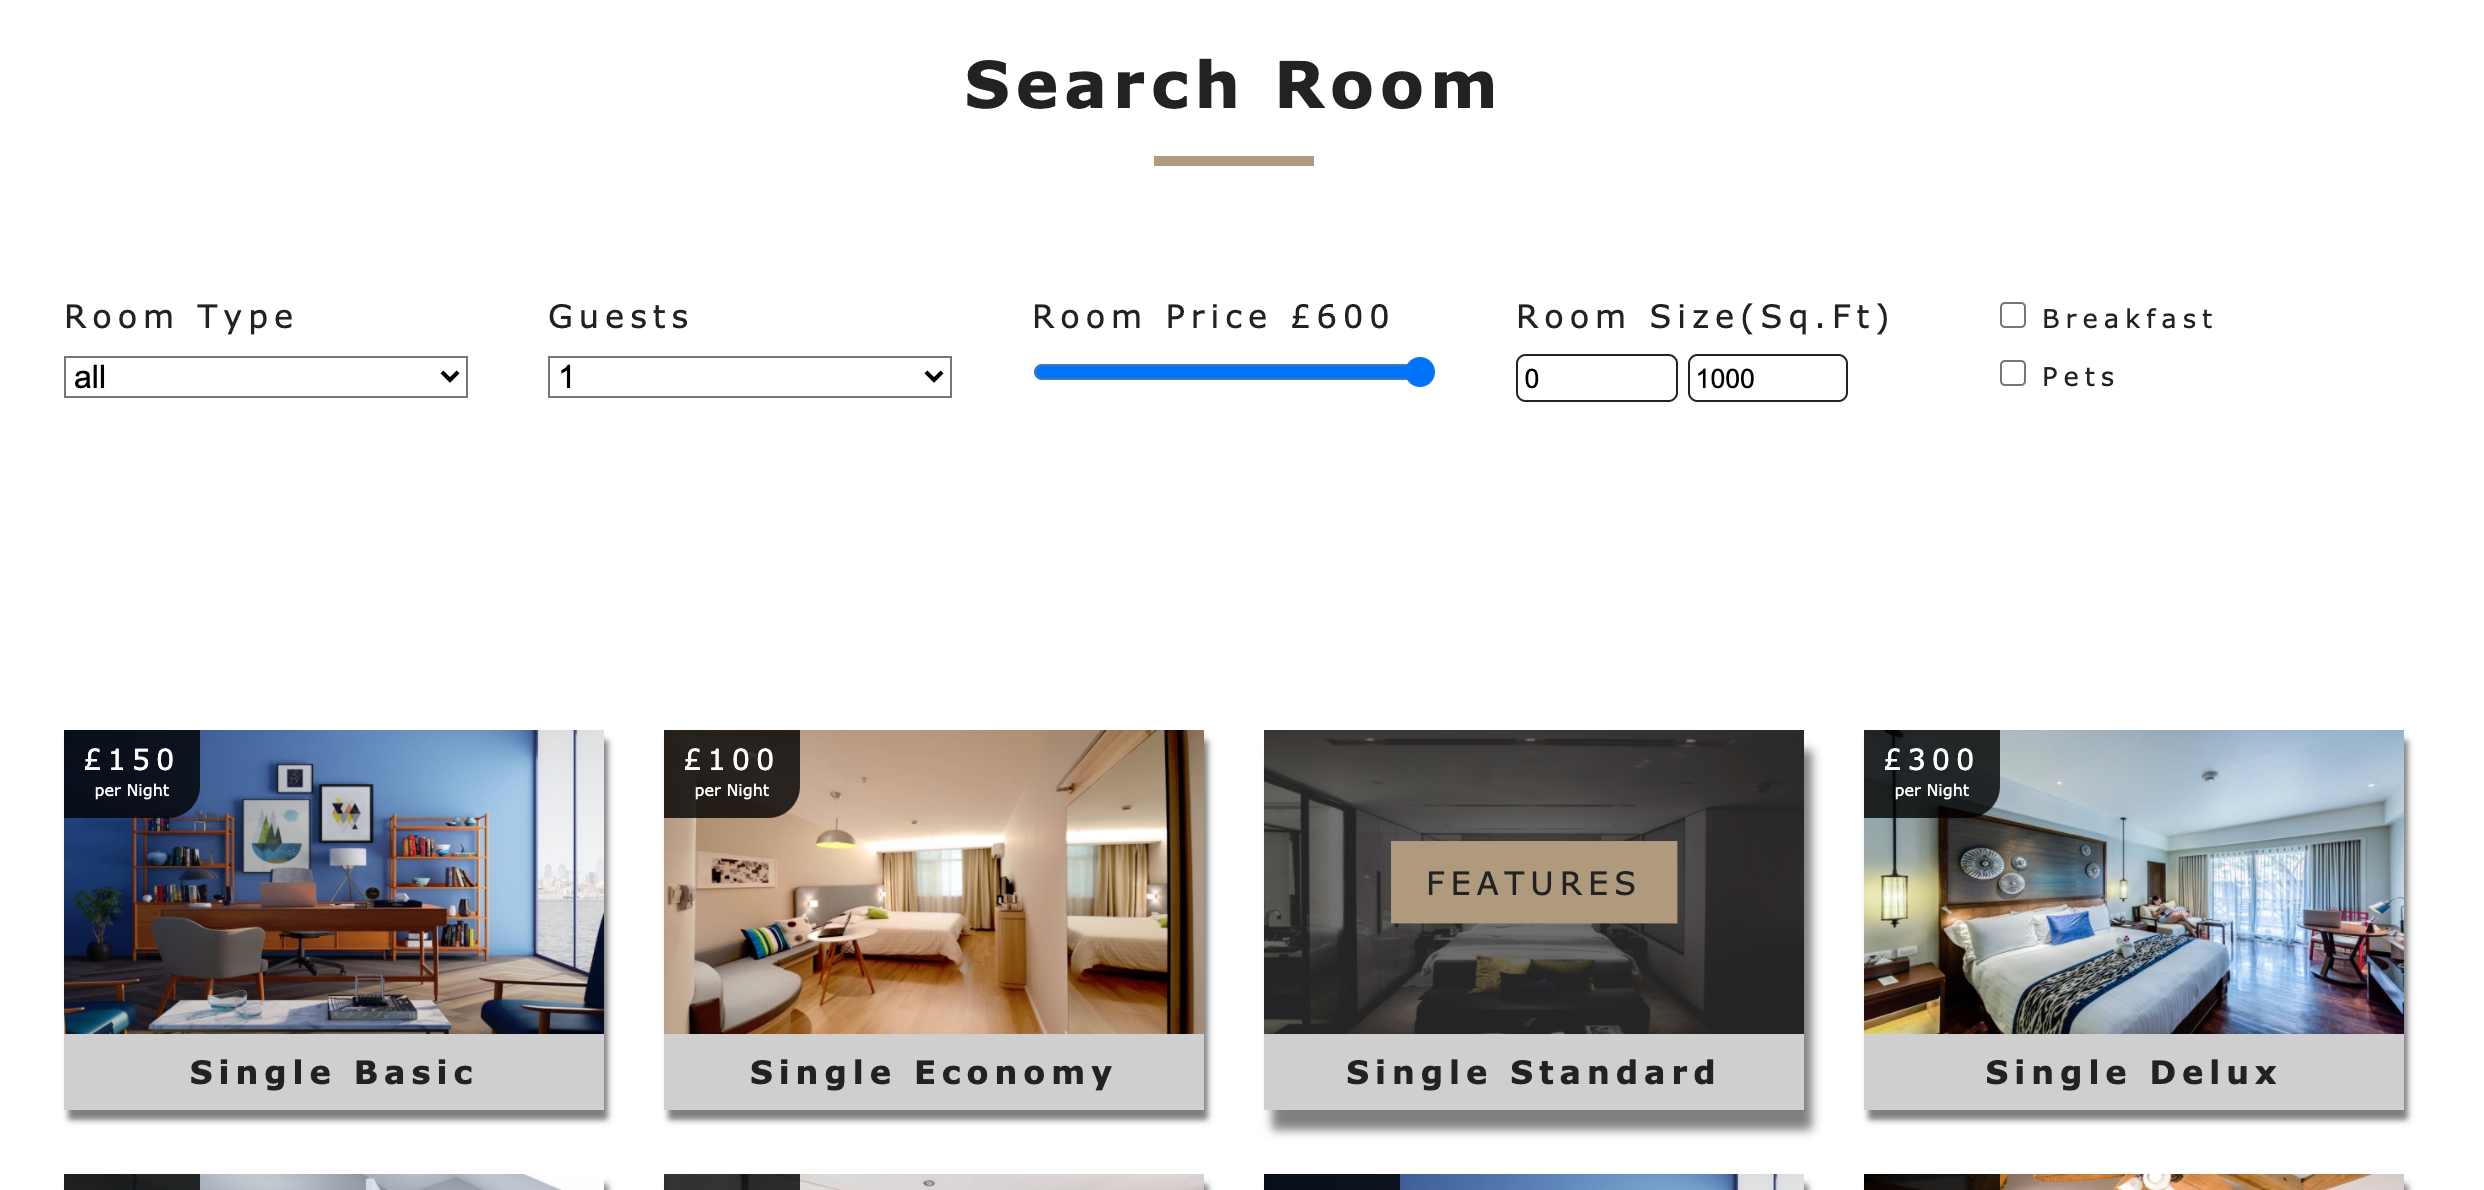 Search Room
Room Type
all
Guests
1
Room Price £600
Room Size(Sq.Ft)
0
1000
Breakfast
Pets
£150
per Night
£100
per Night
FEATURES
£300
per Night
Single Basic
Single Economy
Single Standard
Single Delux